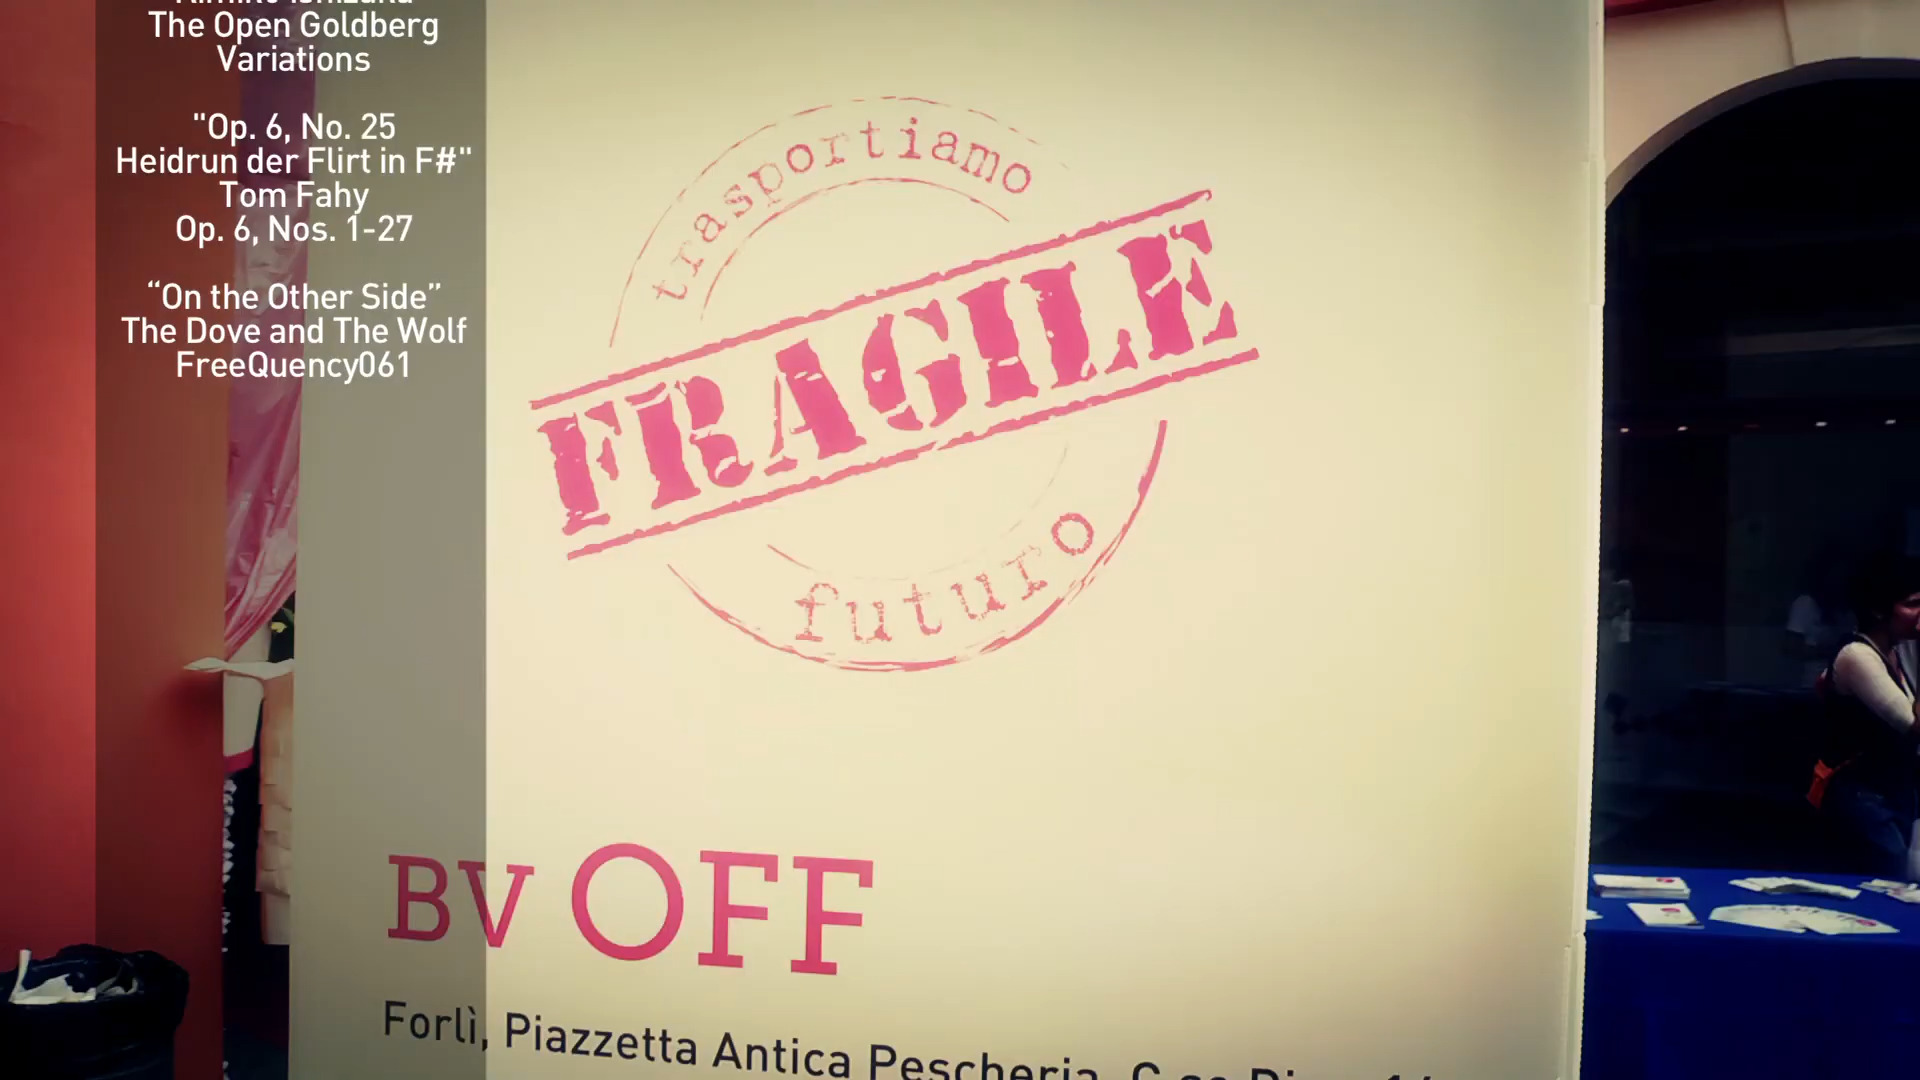 The Open Goldberg
Variations
"Op. 6, No. 25
Heidrun der Flirt in F#"
Tom Fahy
Op. 6, Nos. 1-27
“On the Other Side”
The Dove and The Wolf
FreeQuency061
trasportiamo
FRAGILE
futuro
BV OFF
Forlì, Piazzetta Antica Pescheria,